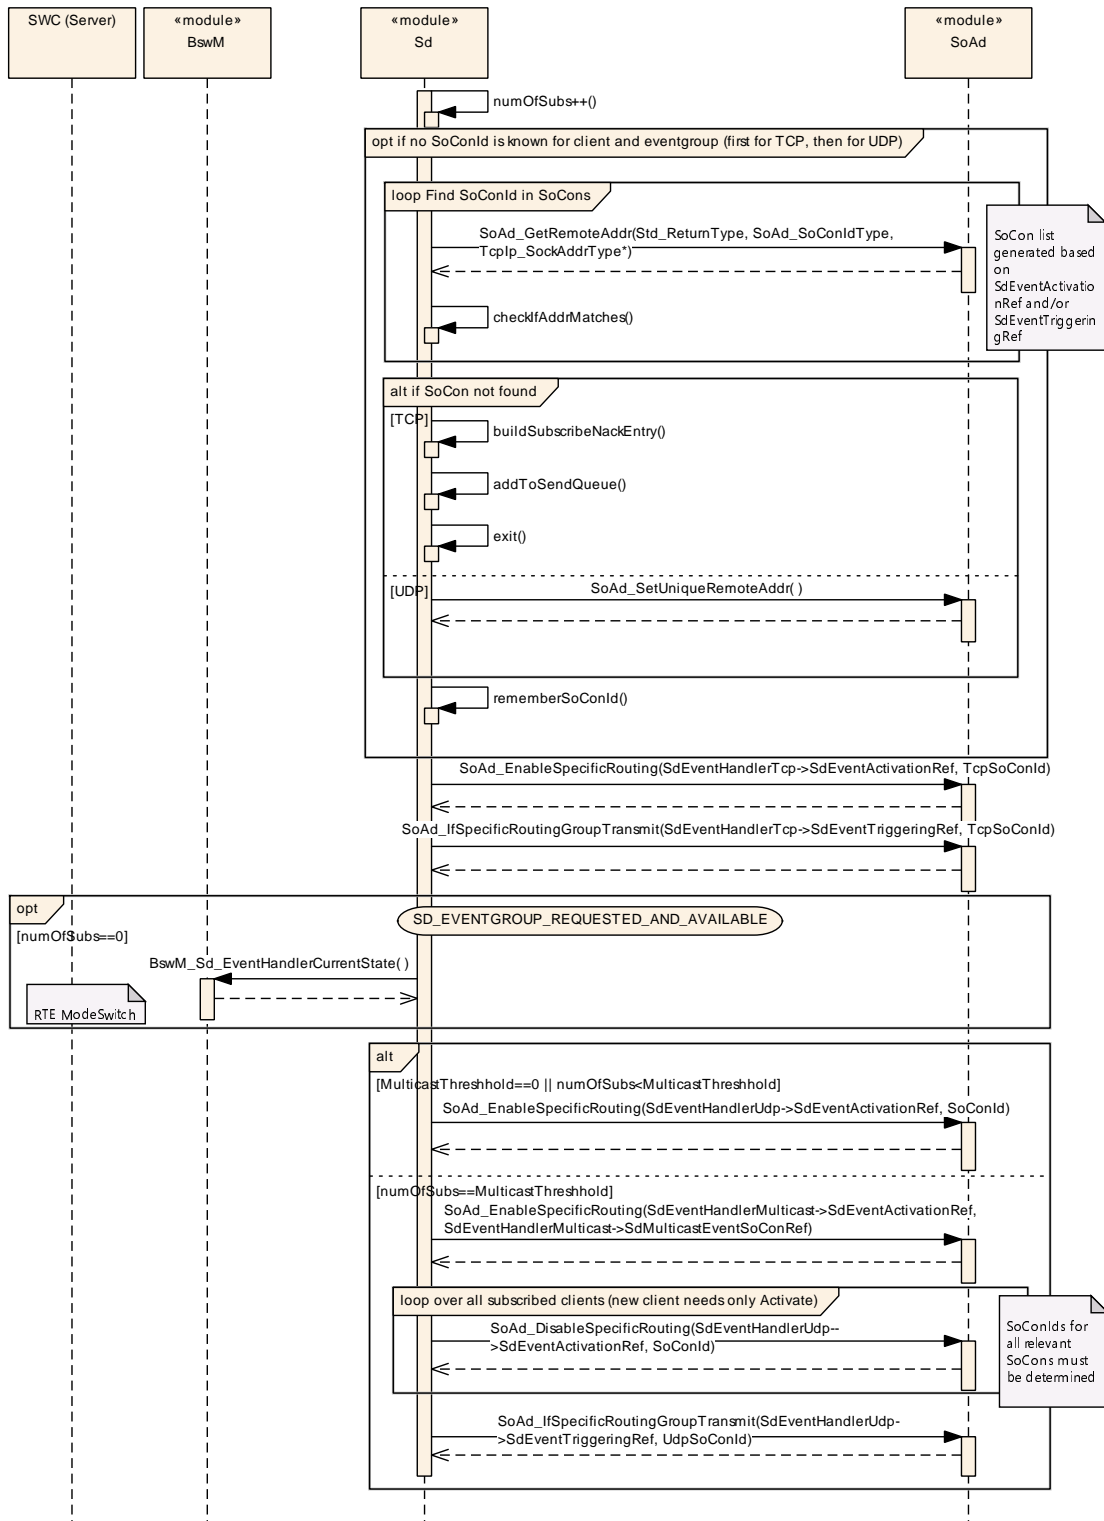 SWC (Server)
«module»
BswM
«module»
Sd
«module»
SoAd
numOfSubs++()
opt if no SoConId is known for client and eventgroup (first for TCP, then for UDP)
loop Find SoConId in SoCons
SoAd_GetRemoteAddr(Std_ReturnType, SoAd_SoConIdType,
TcpIp_SockAddrType*)
SoCon list
generated based
on
SdEventActivatio
nRef and/or
SdEventTriggerin
gRef
checkIfAddrMatches()
alt if SoCon not found
[TCP]
buildSubscribeNackEntry()
addToSendQueue()
exit()
[UDP]
SoAd_SetUniqueRemoteAddr( )
rememberSoConId()
SoAd_EnableSpecificRouting(SdEventHandlerTcp->SdEventActivationRef, TcpSoConId)
SoAd_IfSpecificRoutingGroupTransmit(SdEventHandlerTcp->SdEventTriggeringRef, TcpSoConId)
opt
SD_EVENTGROUP_REQUESTED_AND_AVAILABLE
[numOfSubs==0]
BswM_Sd_EventHandlerCurrentState( )
RTE ModeSwitch
alt
[MulticastThreshhold==0 || numOfSubs<MulticastThreshhold]
SoAd_EnableSpecificRouting(SdEventHandlerUdp->SdEventActivationRef, SoConId)
[numOfSubs==MulticastThreshhold]
SoAd_EnableSpecificRouting(SdEventHandlerMulticast->SdEventActivationRef,
SdEventHandlerMulticast->SdMulticastEventSoConRef)
loop over all subscribed clients (new client needs only Activate)
SoAd_DisableSpecificRouting(SdEventHandlerUdp--
>SdEventActivationRef, SoConId)
SoConIds for
all relevant
SoCons must
be determined
SoAd_IfSpecificRoutingGroupTransmit(SdEventHandlerUdp-
>SdEventTriggeringRef, UdpSoConId)